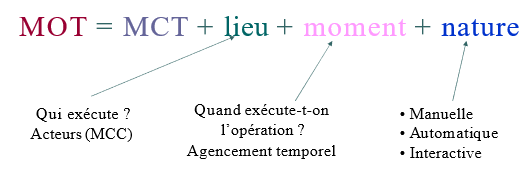 MOT = MCT + lieu + moment + nature
Qui exécute ?
Acteurs (MCC)
Quand exécute-t-on
l'opération ?
Agencement temporel
• Manuelle
• Automatique
• Interactive